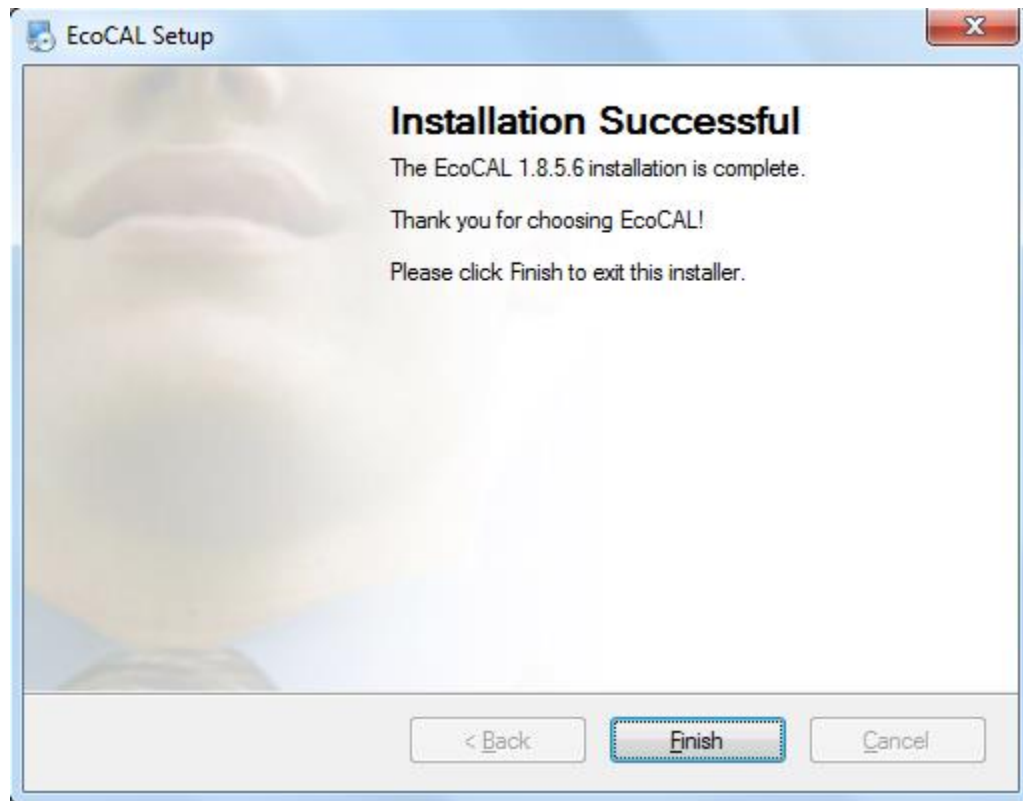 EcoCAL Setup
Installation Successful
The EcoCAL 1.8.5.6 installation is complete.
Thank you for choosing EcoCAL!
Please click Finish to exit this installer.
< Back
Finish
Cancel